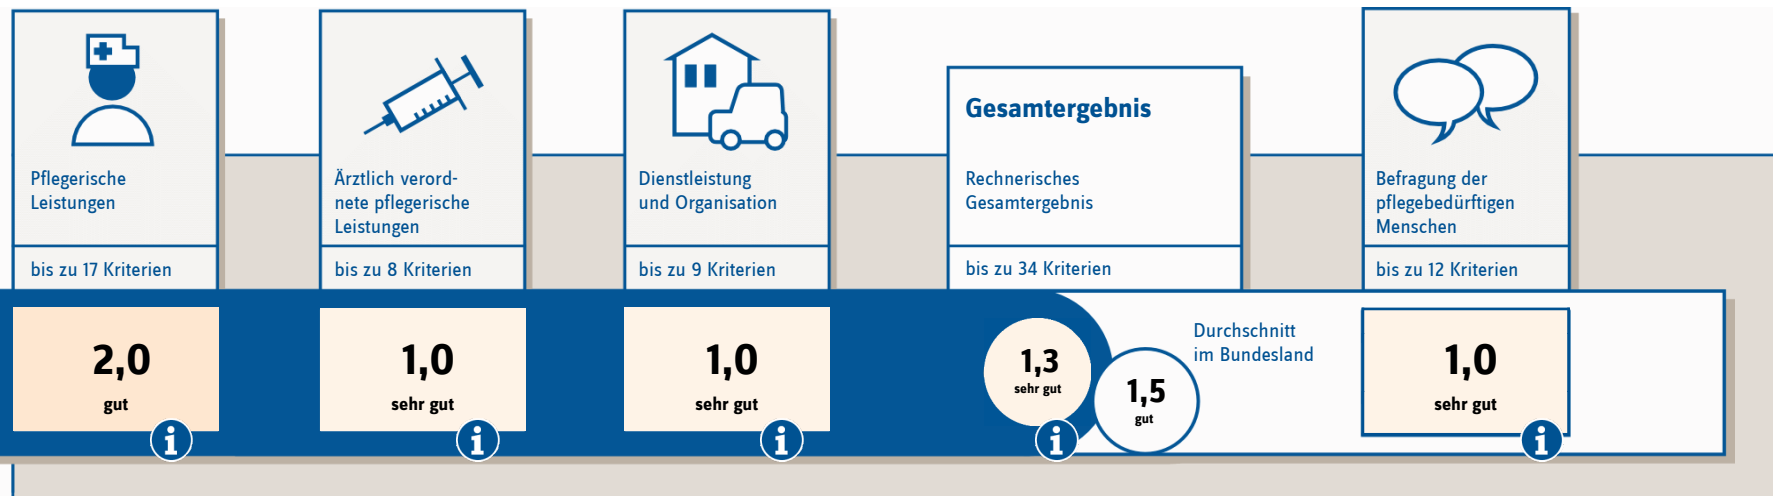 Pflegerische
Leistungen
bis zu 17 Kriterien
2,0
gut
i
Ärztlich verord-
nete pflegerische
Leistungen
bis zu 8 Kriterien
1,0
sehr gut
i
Dienstleistung
und Organisation
bis zu 9 Kriterien
1,0
sehr gut
i
Gesamtergebnis
Rechnerisches
Gesamtergebnis
bis zu 34 Kriterien
1,3
sehr gut
i
Durchschnitt
im Bundesland
1,5
gut
Befragung der
pflegebedürftigen
Menschen
bis zu 12 Kriterien
1,0
sehr gut
i